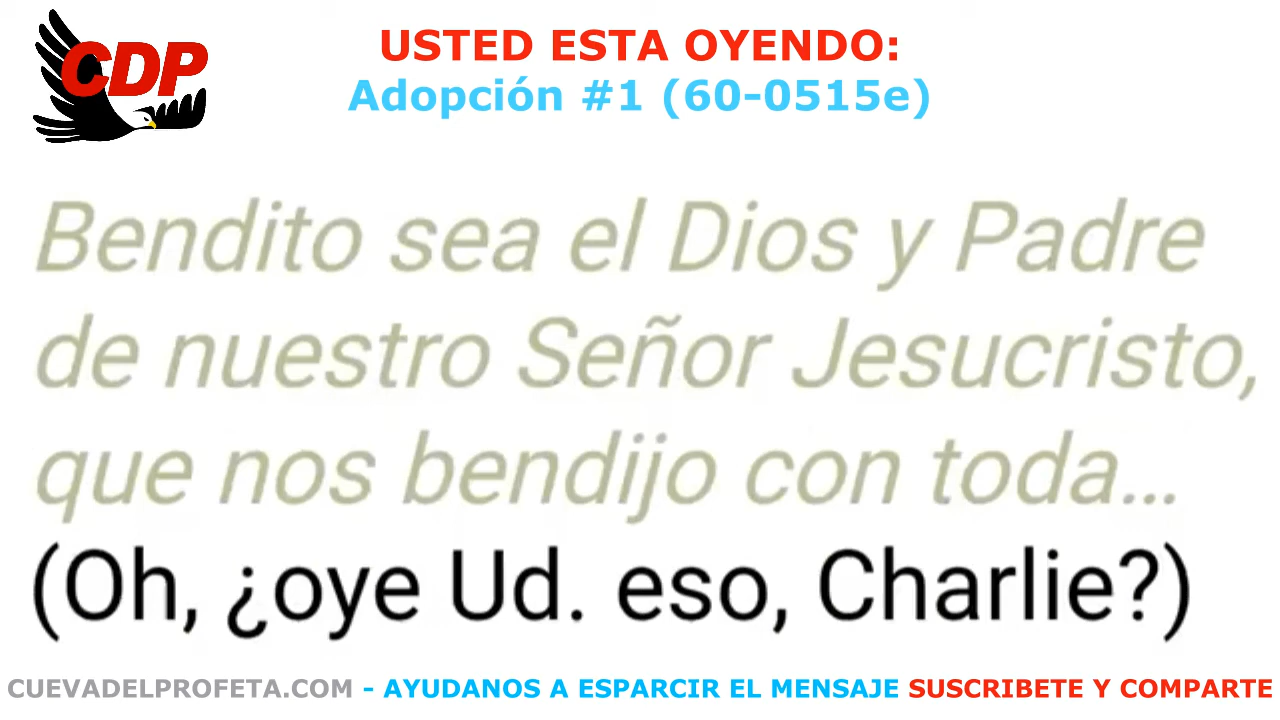 CDP
USTED ESTA OYENDO:
Adopción #1 (60-0515e)
Bendito sea el Dios y Padre
de nuestro Señor Jesucristo,
que nos bendijo con toda...
(Oh, ¿oye Ud. eso, Charlie?)
CUEVADELPROFETA.COM - AYUDANOS A ESPARCIR EL MENSAJE SUSCRIBETE Y COMPARTE